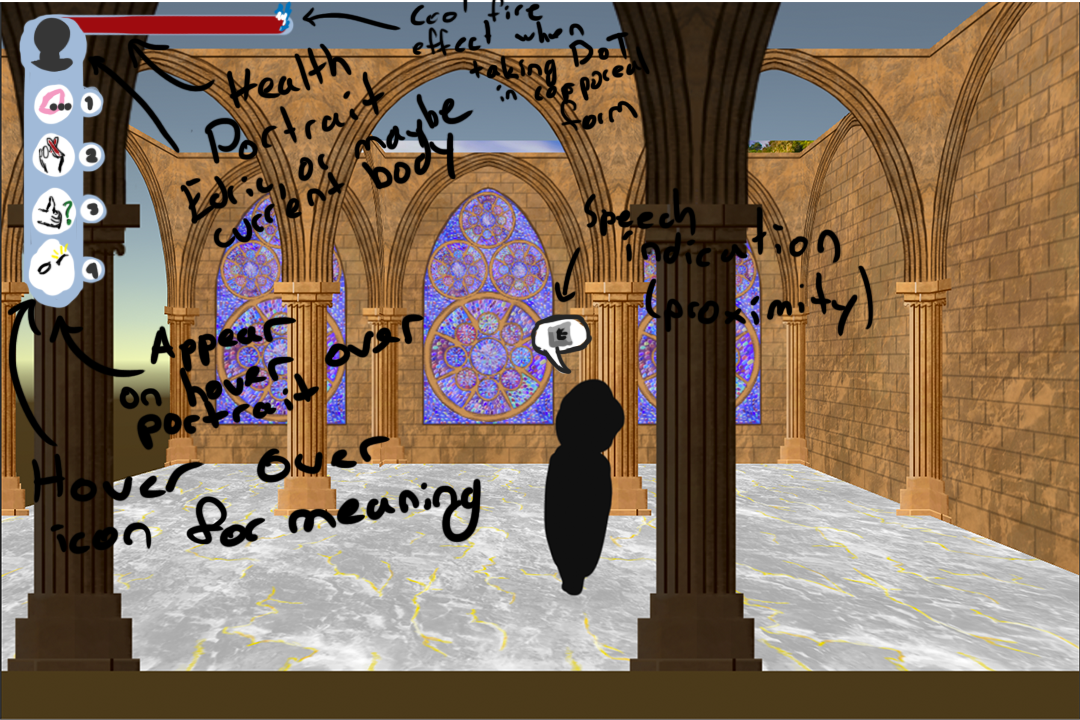 Cool fire
effect when
taking DoT
in corporeal
form
Health
Portrait
Edric, or maybe
current body
1
2
3
4
Speech
indication
(proximity)
E
?
Appear
on hover over
portrait
Hover over
icon for meaning